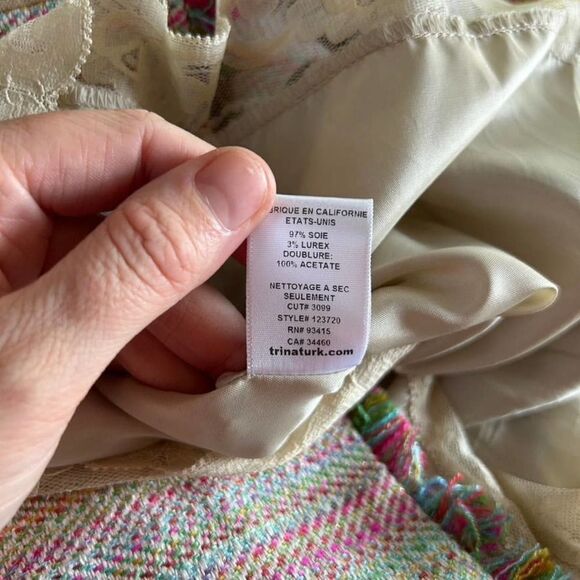 BRIQUE EN CALIFORNIE
ETATS-UNIS
97% SOIE
3% LUREX
DOUBLURE:
100% ACETATE
NETTOYAGE A SEC
SEULEMENT
CUT# 3099
STYLE# 123720
RN# 93415
CA# 34460
trinaturk.com